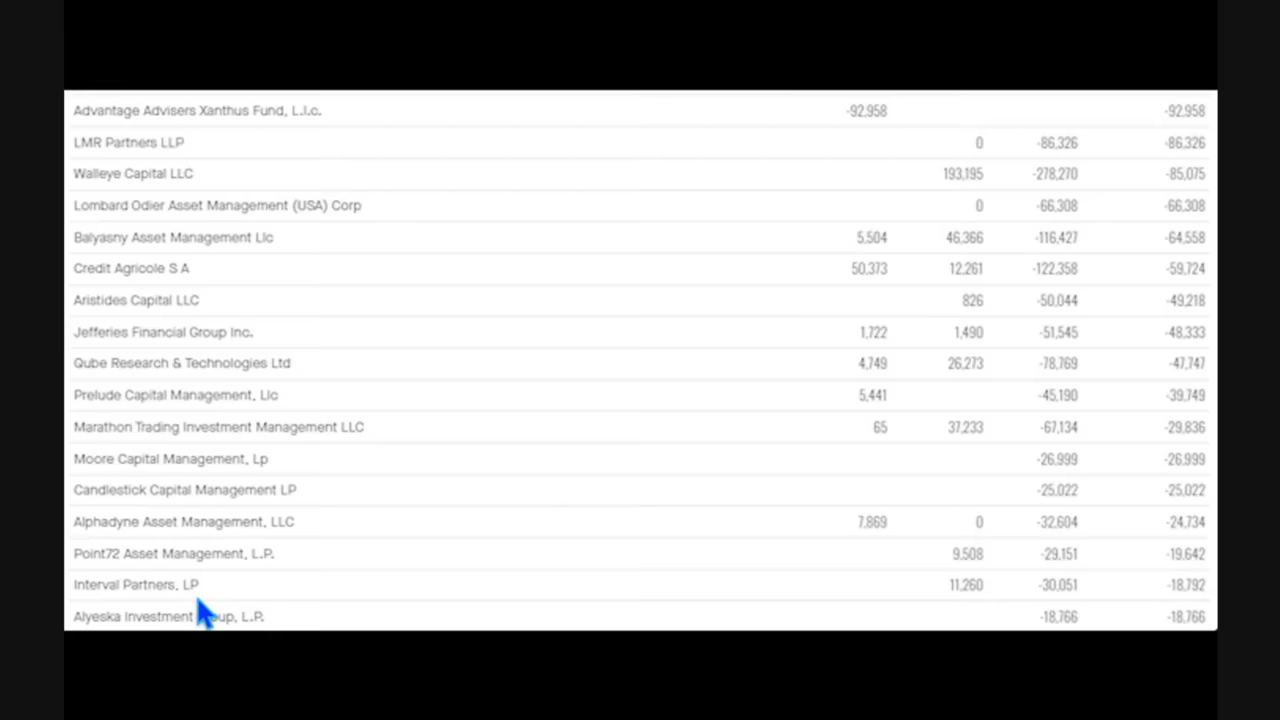 Advantage Advisers Xanthus Fund, L.l.c. -92,958 -92,958
LMR Partners LLP 0 -86,326 -86,326
Walleye Capital LLC 193,195 -278,270 -85,075
Lombard Odier Asset Management (USA) Corp 0 -66,308 -66,308
Balyasny Asset Management Llc 5,504 46,366 -116,427 -64,558
Credit Agricole S A 50,373 12,261 -122,358 -59,724
Aristides Capital LLC 826 -50,044 -49,218
Jefferies Financial Group Inc. 1,722 1,490 -51,545 -48,333
Qube Research & Technologies Ltd 4,749 26,273 -78,769 -47,747
Prelude Capital Management, Llc 5,441 -45,190 -39,749
Marathon Trading Investment Management LLC 65 37,233 -67,134 -29,836
Moore Capital Management, Lp -26,999 -26,999
Candlestick Capital Management LP -25,022 -25,022
Alphadyne Asset Management, LLC 7,869 0 -32,604 -24,734
Point72 Asset Management, L.P. 9,508 -29,151 -19,642
Interval Partners, LP 11,260 -30,051 -18,792
Alyeska Investment Group, L.P. -18,766 -18,766